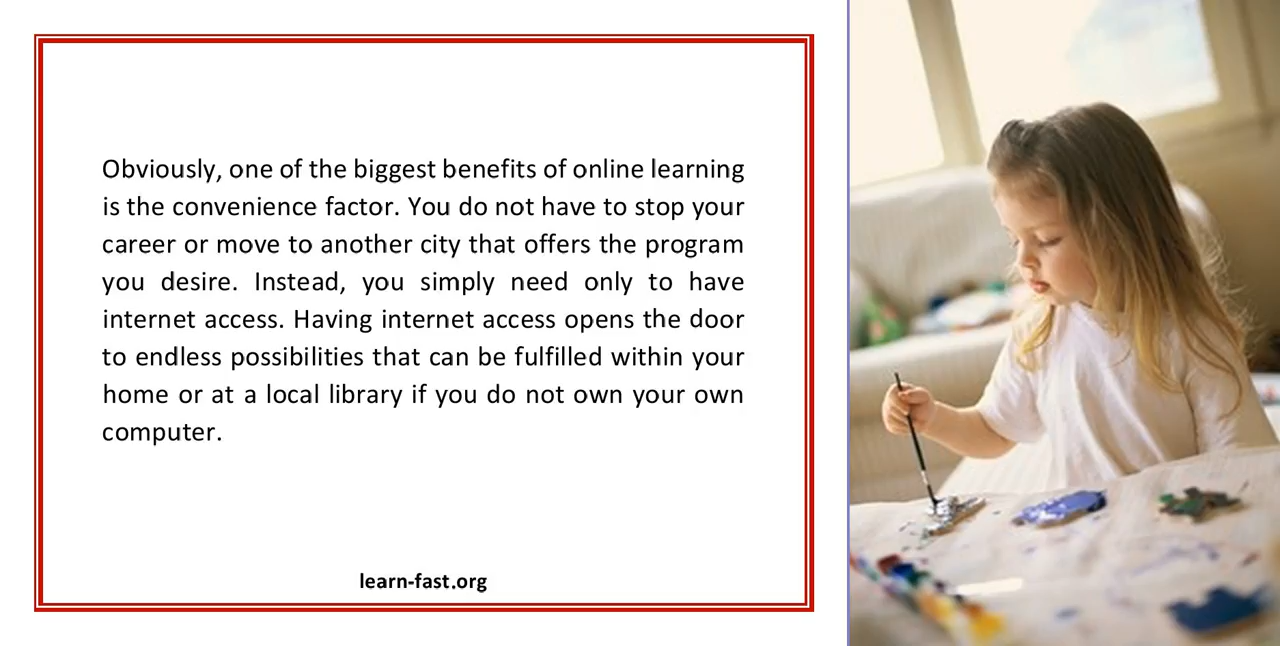 Obviously, one of the biggest benefits of online learning
is the convenience factor. You do not have to stop your
career or move to another city that offers the program
you desire. Instead, you simply need only to have
internet access. Having internet access opens the door
to endless possibilities that can be fulfilled within your
home or at a local library if you do not own your own
computer.
learn-fast.org